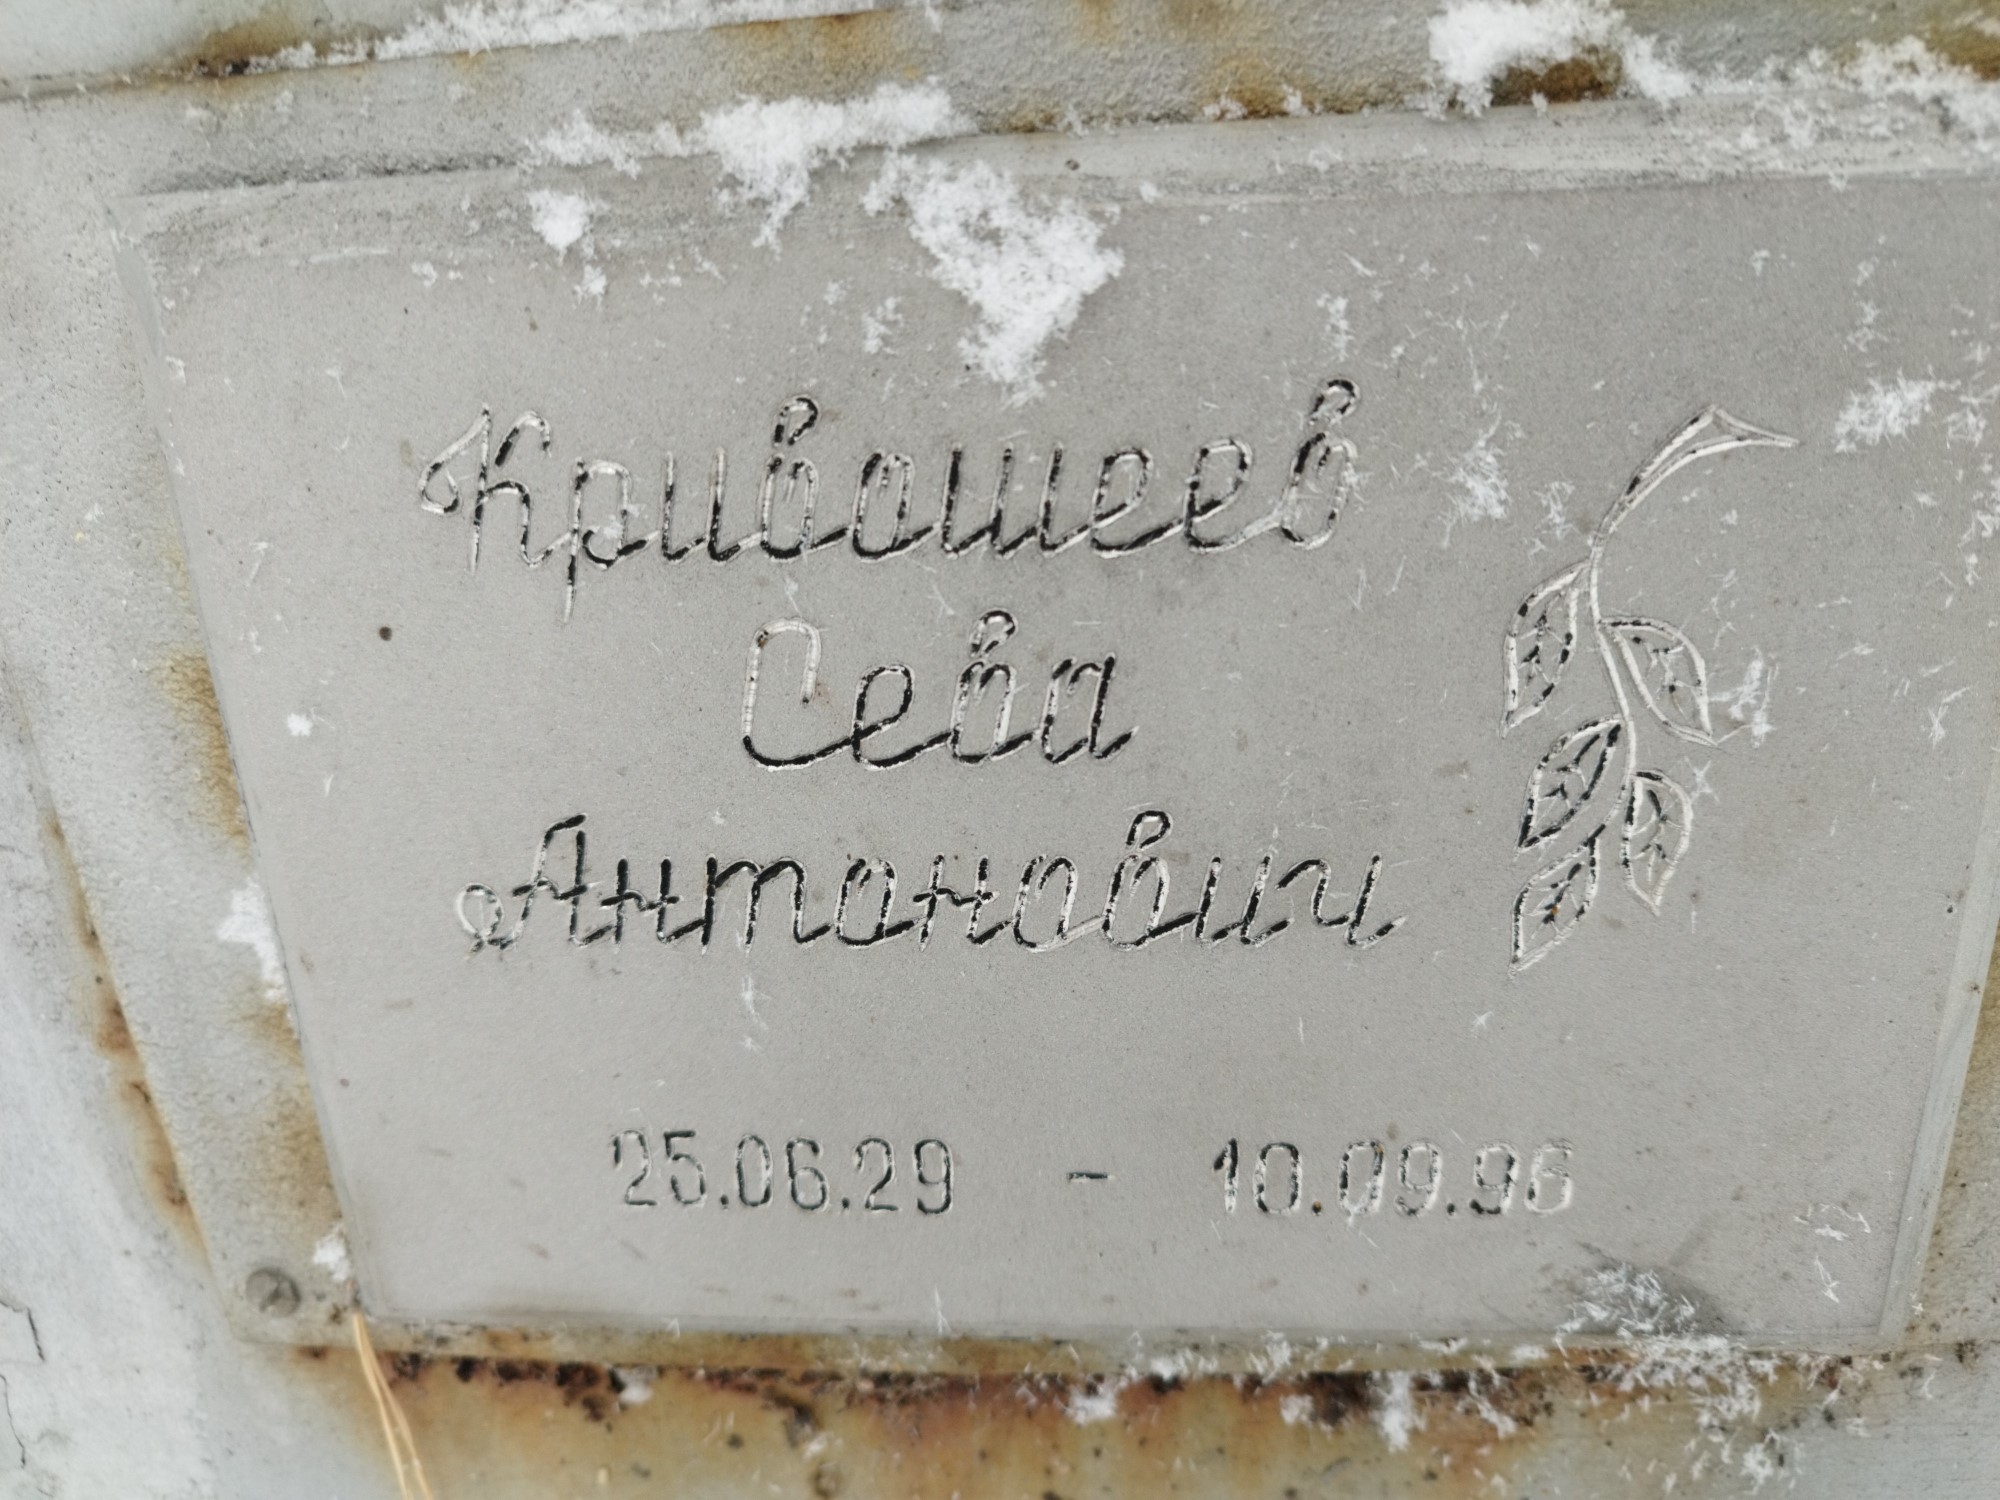 Кривошеев
Сева
Антонович
25.06.29 - 10.09.96